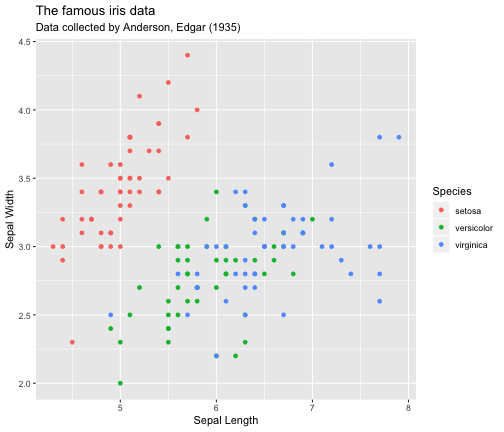 The famous iris data
Data collected by Anderson, Edgar (1935)
4.5
4.0
3.5
3.0
2.5
2.0
Sepal Width
5
6
7
8
Sepal Length
Species
setosa
versicolor
virginica